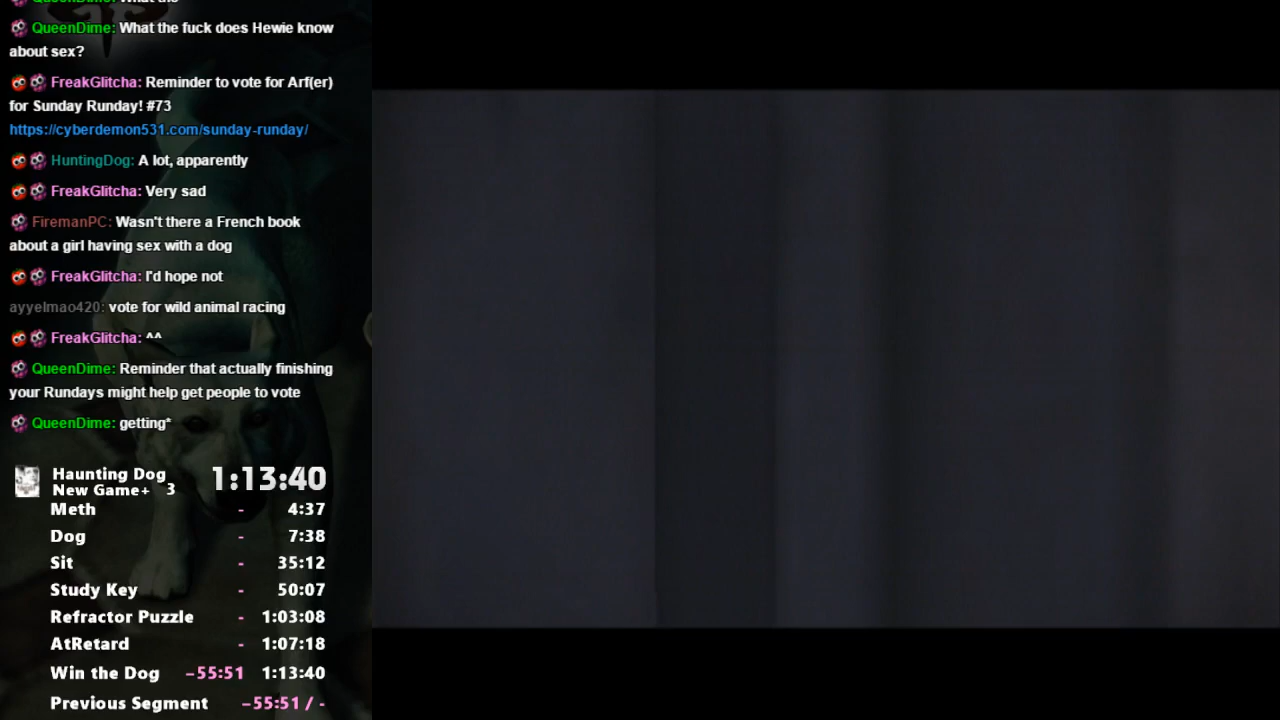 QueenDime: What the
QueenDime: What the fuck does Hewie know
about sex?
FreakGlitcha: Reminder to vote for Arf(er)
for Sunday Runday! #73
https://cyberdemon531.com/sunday-runday/
HuntingDog: A lot, apparently
FreakGlitcha: Very sad
FiremanPC: Wasn't there a French book
about a girl having sex with a dog
FreakGlitcha: I'd hope not
ayyelmao420: vote for wild animal racing
FreakGlitcha: ^^
QueenDime: Reminder that actually finishing
your Rundays might help get people to vote
QueenDime: getting*
Haunting Dog
New Game+ 3 1:13:40
Meth - 4:37
Dog - 7:38
Sit - 35:12
Study Key - 50:07
Refractor Puzzle - 1:03:08
AtRetard - 1:07:18
Win the Dog -55:51 1:13:40
Previous Segment -55:51 / -